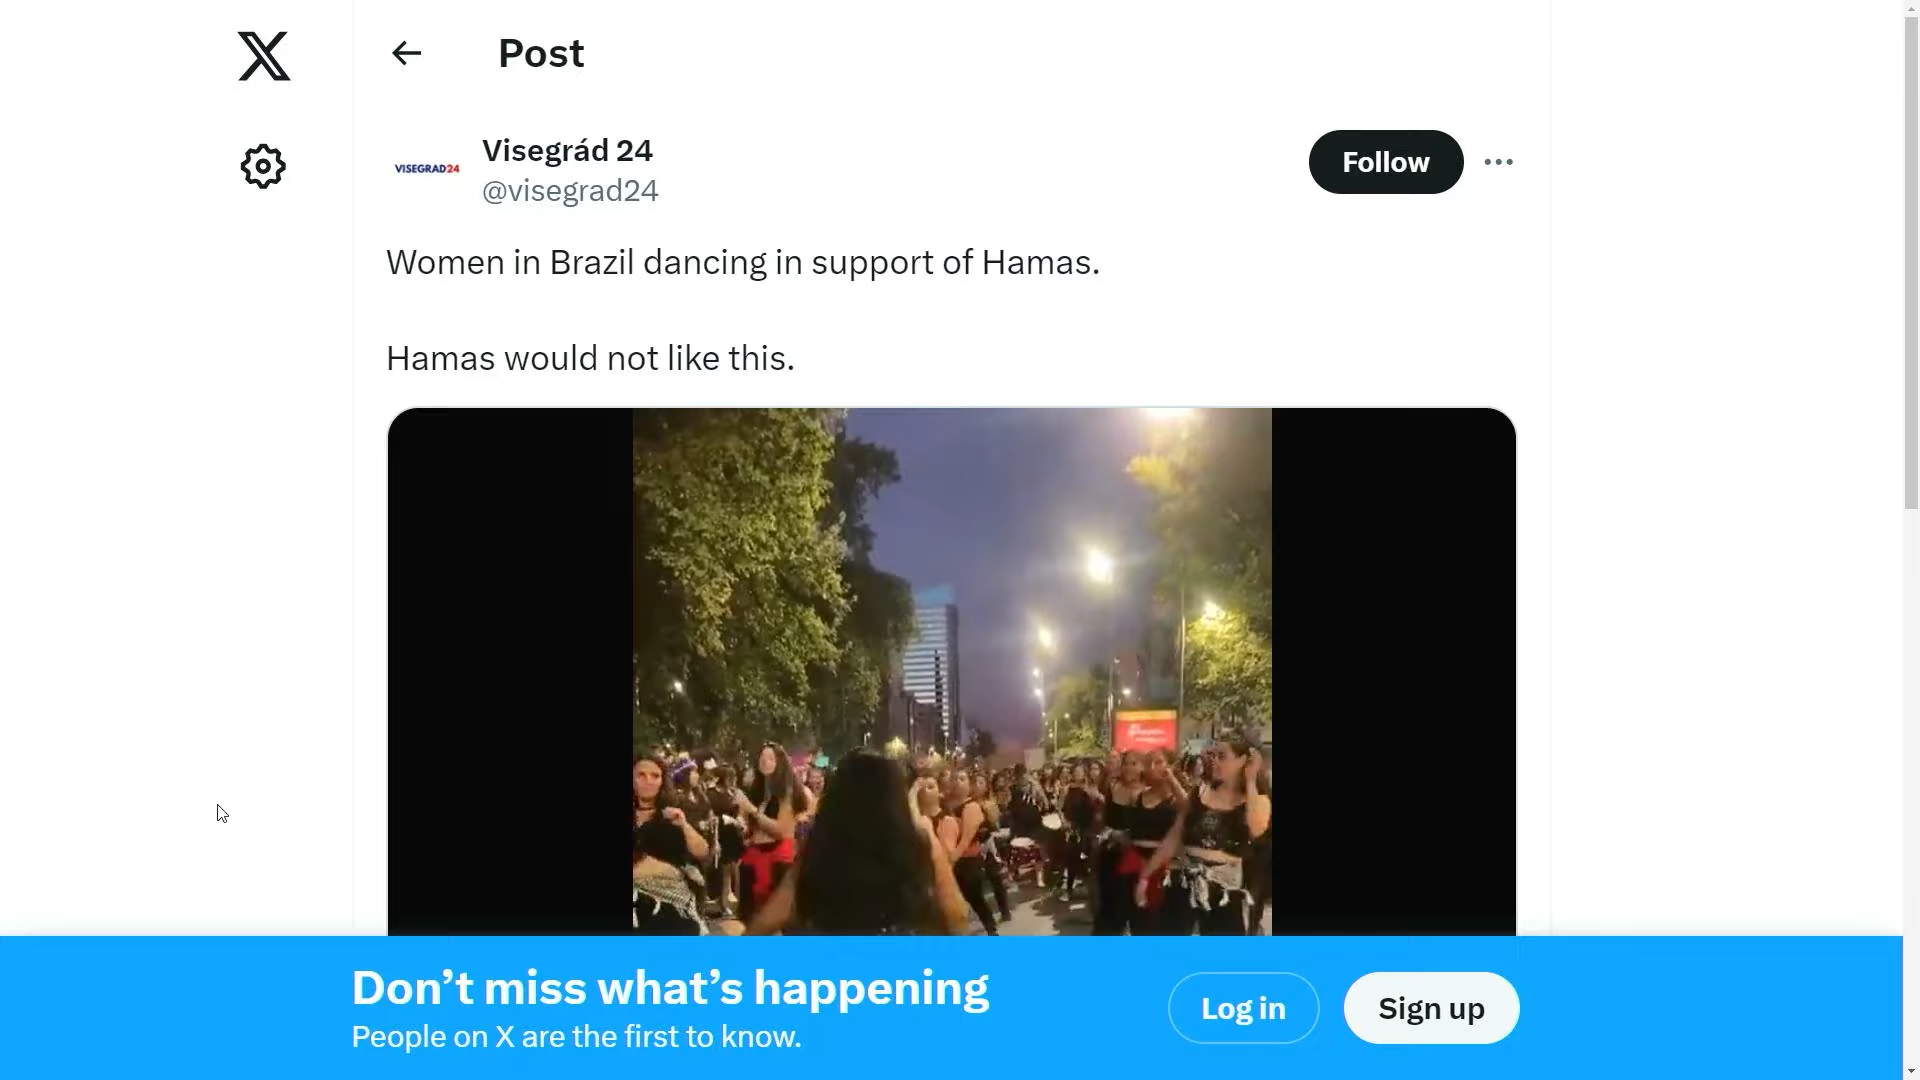 Post
VISEGRAD24
Visegrád 24
@visegrad24
Follow
Women in Brazil dancing in support of Hamas.
Hamas would not like this.
Don’t miss what’s happening
People on X are the first to know.
Log in
Sign up